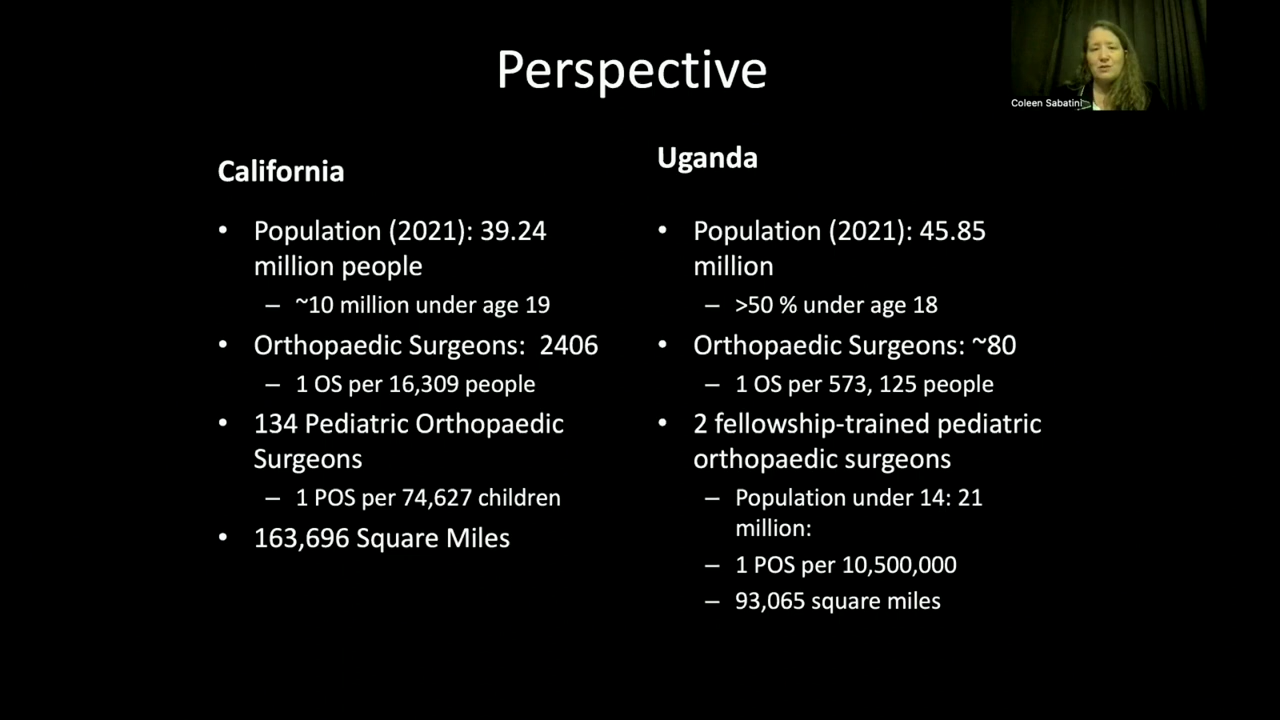 Perspective
Coleen Sabatini
California
• Population (2021): 39.24
million people
– ~10 million under age 19
• Orthopaedic Surgeons:  2406
– 1 OS per 16,309 people
• 134 Pediatric Orthopaedic
Surgeons
– 1 POS per 74,627 children
• 163,696 Square Miles
Uganda
• Population (2021): 45.85
million
– >50 % under age 18
• Orthopaedic Surgeons: ~80
– 1 OS per 573, 125 people
• 2 fellowship-trained pediatric
orthopaedic surgeons
– Population under 14: 21
million:
– 1 POS per 10,500,000
– 93,065 square miles